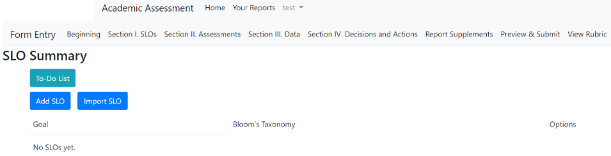 Academic Assessment Home Your Reports test
Form Entry Beginning Section I. SLOs Section II. Assessments Section III. Data Section IV. Decisions and Actions Report Supplements Preview & Submit View Rubric
SLO Summary
To-Do List
Add SLO Import SLO
Goal Bloom's Taxonomy Options
No SLOs yet.